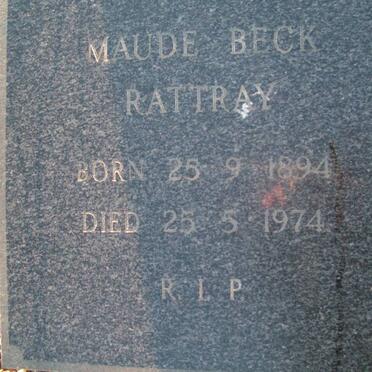 MAUDE BECK
RATTRAY
BORN 25 9 1894
DIED 25 5 1974
R.I.P